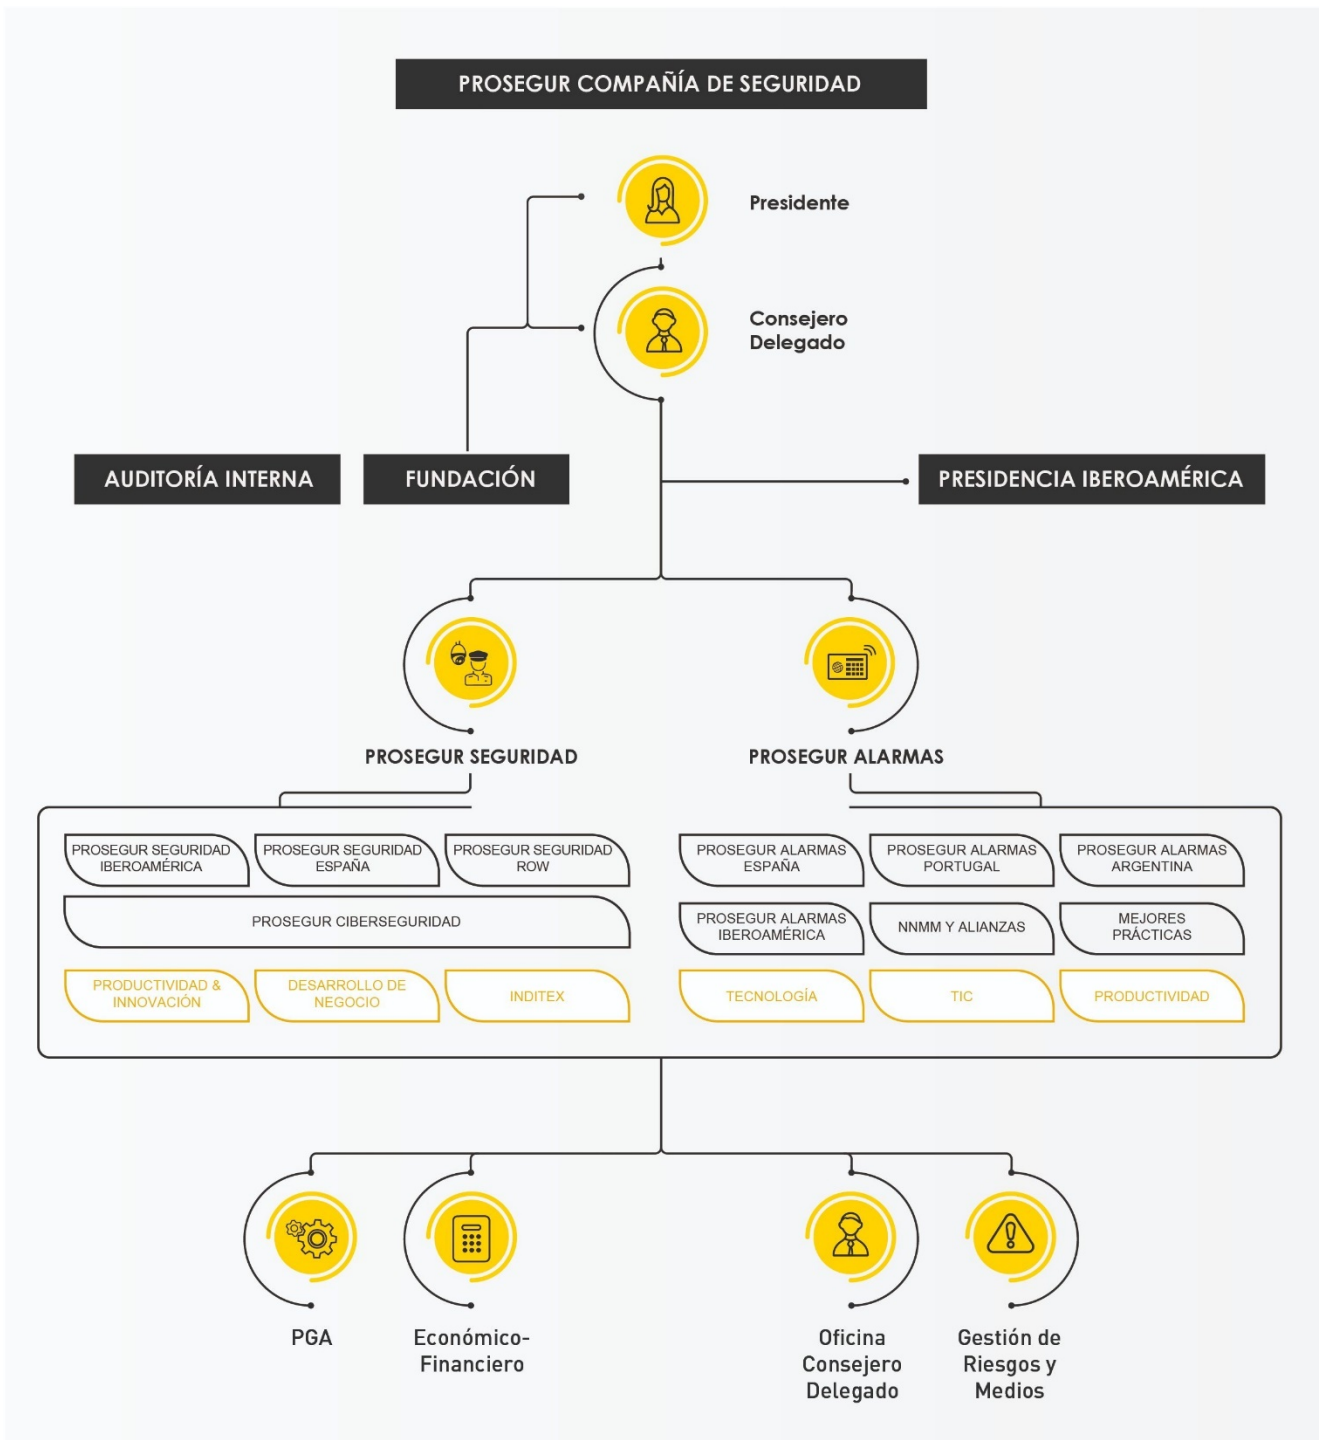 PROSEGUR COMPAÑÍA DE SEGURIDAD
Presidente
Consejero
Delegado
AUDITORÍA INTERNA
FUNDACIÓN
PRESIDENCIA IBEROAMÉRICA
PROSEGUR SEGURIDAD
PROSEGUR ALARMAS
PROSEGUR SEGURIDAD
IBEROAMÉRICA
PROSEGUR SEGURIDAD
ESPAÑA
PROSEGUR SEGURIDAD
ROW
PROSEGUR ALARMAS
ESPAÑA
PROSEGUR ALARMAS
PORTUGAL
PROSEGUR ALARMAS
ARGENTINA
PROSEGUR CIBERSEGURIDAD
PROSEGUR ALARMAS
IBEROAMÉRICA
NNMM Y ALIANZAS
MEJORES
PRÁCTICAS
PRODUCTIVIDAD &
INNOVACIÓN
DESARROLLO DE
NEGOCIO
INDITEX
TECNOLOGÍA
TIC
PRODUCTIVIDAD
PGA
Económico-
Financiero
Oficina
Consejero
Delegado
Gestión de
Riesgos y
Medios